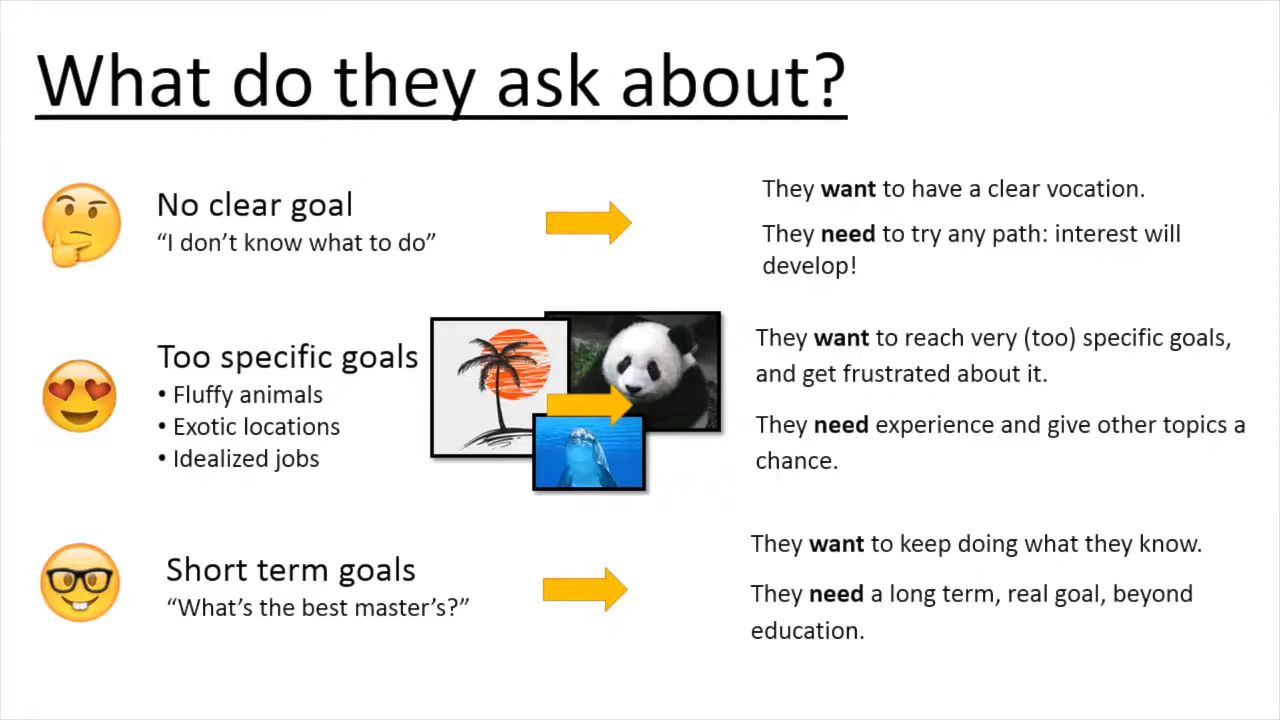 What do they ask about?
No clear goal
“I don’t know what to do”
They want to have a clear vocation.
They need to try any path: interest will
develop!
Too specific goals
• Fluffy animals
• Exotic locations
• Idealized jobs
They want to reach very (too) specific goals,
and get frustrated about it.
They need experience and give other topics a
chance.
Short term goals
“What’s the best master’s?”
They want to keep doing what they know.
They need a long term, real goal, beyond
education.